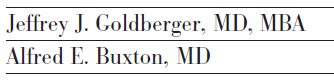 Jeffrey J. Goldberger, MD, MBA
Alfred E. Buxton, MD